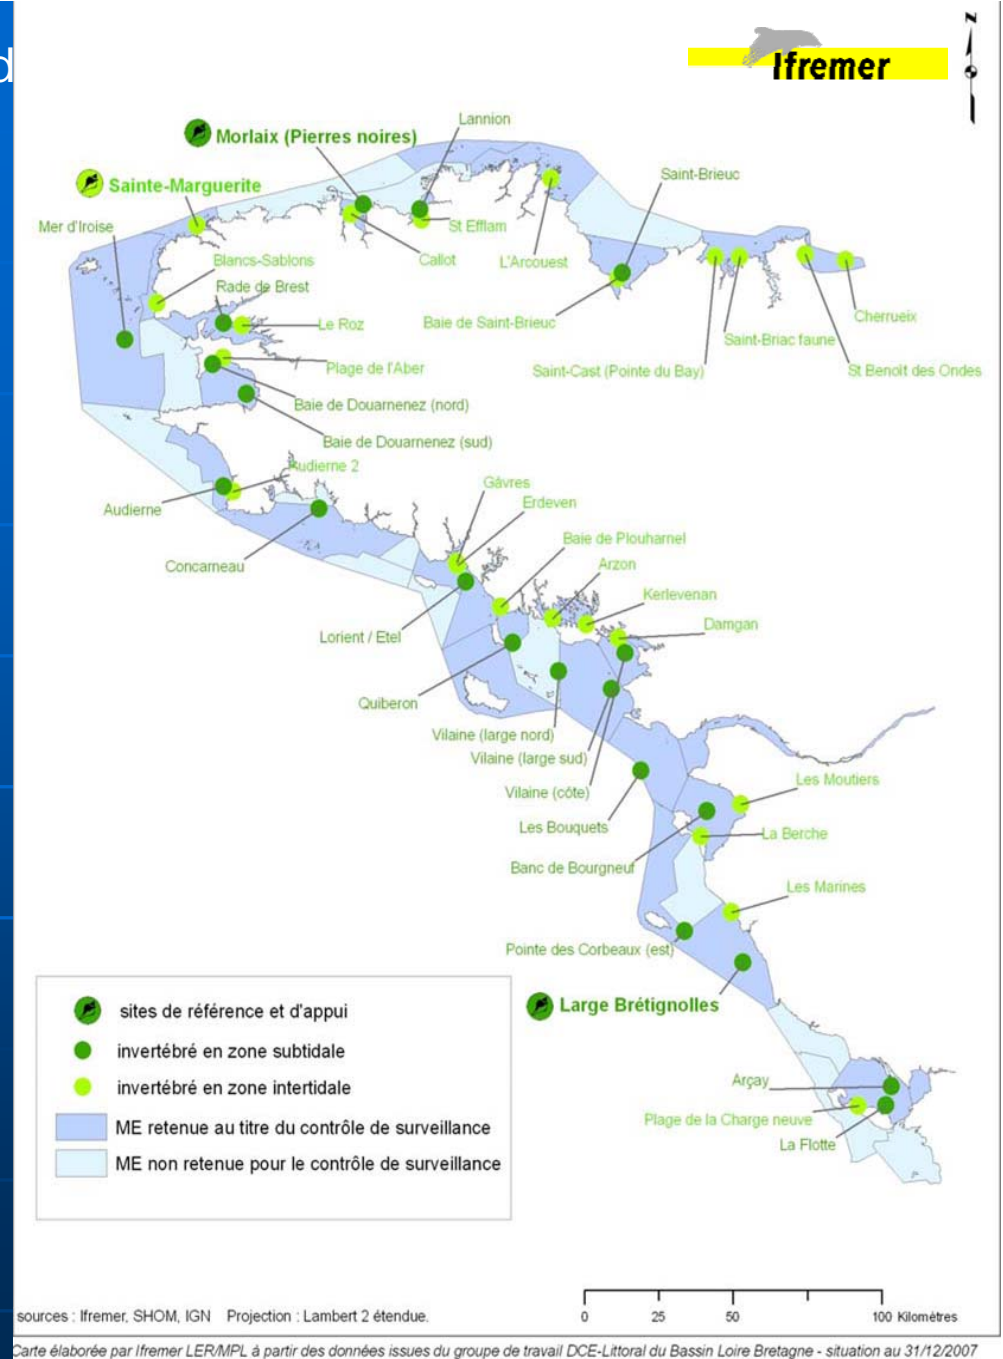 d
N
Ifremer
Lannion
Morlaix (Pierres noires)
Saint-Brieuc
Sainte-Marguerite
Mer d'Iroise
St Efflam
Blancs-Sablons
Callot
L'Arcouest
Rade de Brest
Cherrueix
Le Roz
Baie de Saint-Brieuc
Saint-Briac faune
Plage de l'Aber
Saint-Cast (Pointe du Bay)
St Benoît des Ondes
Baie de Douarnenez (nord)
Baie de Douarnenez (sud)
Audierne 2
Gâvres
Erdeven
Audierne
Baie de Plouharnel
Concarneau
Arzon
Kerlevenan
Damgan
Lorient / Etel
Quiberon
Vilaine (large nord)
Vilaine (large sud)
Les Moutiers
Vilaine (côte)
Les Bouquets
La Berche
Banc de Bourgneuf
Les Marines
Pointe des Corbeaux (est)
Large Brétignolles
sites de référence et d'appui
invertébré en zone subtidale
invertébré en zone intertidale
ME retenue au titre du contrôle de surveillance
ME non retenue pour le contrôle de surveillance
Arçay
Plage de la Charge neuve
La Flotte
sources : Ifremer, SHOM, IGN Projection : Lambert 2 étendue.
0 25 50 100 Kilomètres
Carte élaborée par Ifremer LER/MPL à partir des données issues du groupe de travail DCE-Littoral du Bassin Loire Bretagne - situation au 31/12/2007